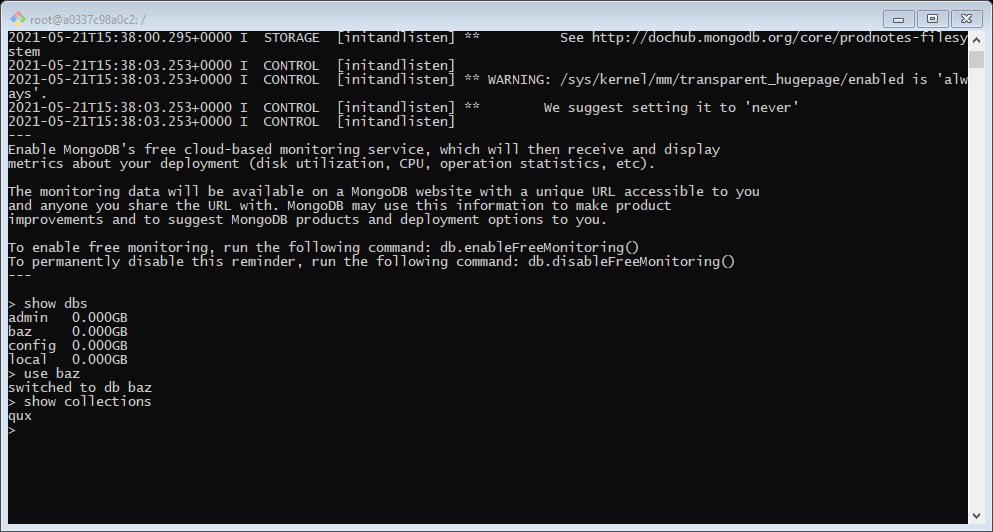 root@a0337c98a0c2: /
2021-05-21T15:38:00.295+0000 I  STORAGE  [initandlisten] **          See http://dochub.mongodb.org/core/prodnotes-filesy
stem
2021-05-21T15:38:03.253+0000 I  CONTROL  [initandlisten]
2021-05-21T15:38:03.253+0000 I  CONTROL  [initandlisten] ** WARNING: /sys/kernel/mm/transparent_hugepage/enabled is 'alw
ays'.
2021-05-21T15:38:03.253+0000 I  CONTROL  [initandlisten] **        We suggest setting it to 'never'
2021-05-21T15:38:03.253+0000 I  CONTROL  [initandlisten]
---
Enable MongoDB's free cloud-based monitoring service, which will then receive and display
metrics about your deployment (disk utilization, CPU, operation statistics, etc).

The monitoring data will be available on a MongoDB website with a unique URL accessible to you
and anyone you share the URL with. MongoDB may use this information to make product
improvements and to suggest MongoDB products and deployment options to you.

To enable free monitoring, run the following command: db.enableFreeMonitoring()
To permanently disable this reminder, run the following command: db.disableFreeMonitoring()
---

> show dbs
admin   0.000GB
baz     0.000GB
config  0.000GB
local   0.000GB
> use baz
switched to db baz
> show collections
qux
>